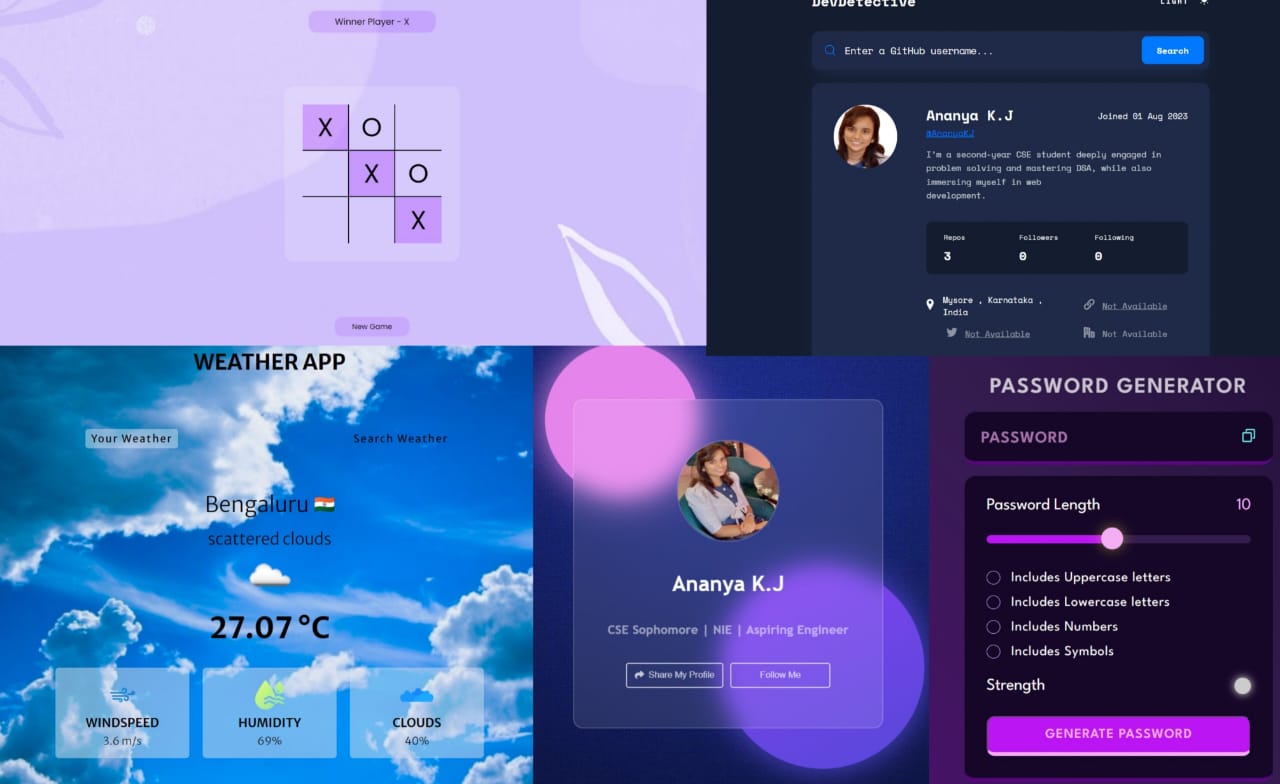 Winner Player - X
X O
X O
X
New Game
DevDetective
LIGHT
Enter a GitHub username...
Search
Ananya K.J
Joined 01 Aug 2023
@AnanyaKJ
I'm a second-year CSE student deeply engaged in
problem solving and mastering DSA, while also
immersing myself in web
development.
Repos Followers Following
3 0 0
Mysore , Karnataka ,
India
Not Available
Not Available
Not Available
WEATHER APP
Your Weather
Search Weather
Bengaluru
scattered clouds
27.07 °C
WINDSPEED
3.6 m/s
HUMIDITY
69%
CLOUDS
40%
Ananya K.J
CSE Sophomore | NIE | Aspiring Engineer
Share My Profile
Follow Me
PASSWORD GENERATOR
PASSWORD
Password Length 10
Includes Uppercase letters
Includes Lowercase letters
Includes Numbers
Includes Symbols
Strength
GENERATE PASSWORD